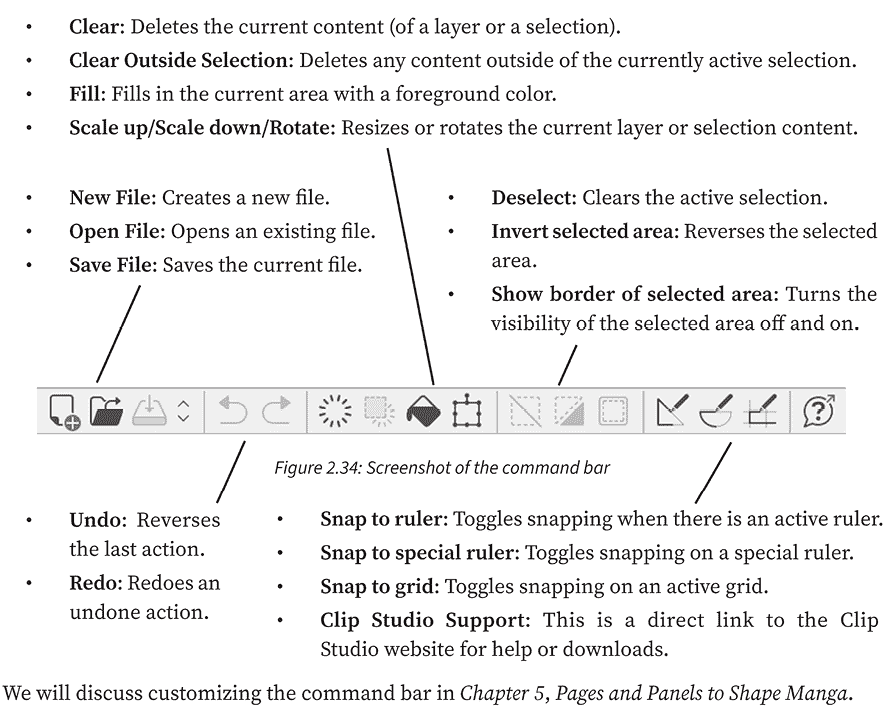 • Clear: Deletes the current content (of a layer or a selection).
• Clear Outside Selection: Deletes any content outside of the currently active selection.
• Fill: Fills in the current area with a foreground color.
• Scale up/Scale down/Rotate: Resizes or rotates the current layer or selection content.
• New File: Creates a new file.
• Open File: Opens an existing file.
• Save File: Saves the current file.
• Deselect: Clears the active selection.
• Invert selected area: Reverses the selected
area.
• Show border of selected area: Turns the
visibility of the selected area off and on.
Figure 2.34: Screenshot of the command bar
• Undo: Reverses
the last action.
• Redo: Redoes an
undone action.
• Snap to ruler: Toggles snapping when there is an active ruler.
• Snap to special ruler: Toggles snapping on a special ruler.
• Snap to grid: Toggles snapping on an active grid.
• Clip Studio Support: This is a direct link to the Clip
Studio website for help or downloads.
We will discuss customizing the command bar in Chapter 5, Pages and Panels to Shape Manga.